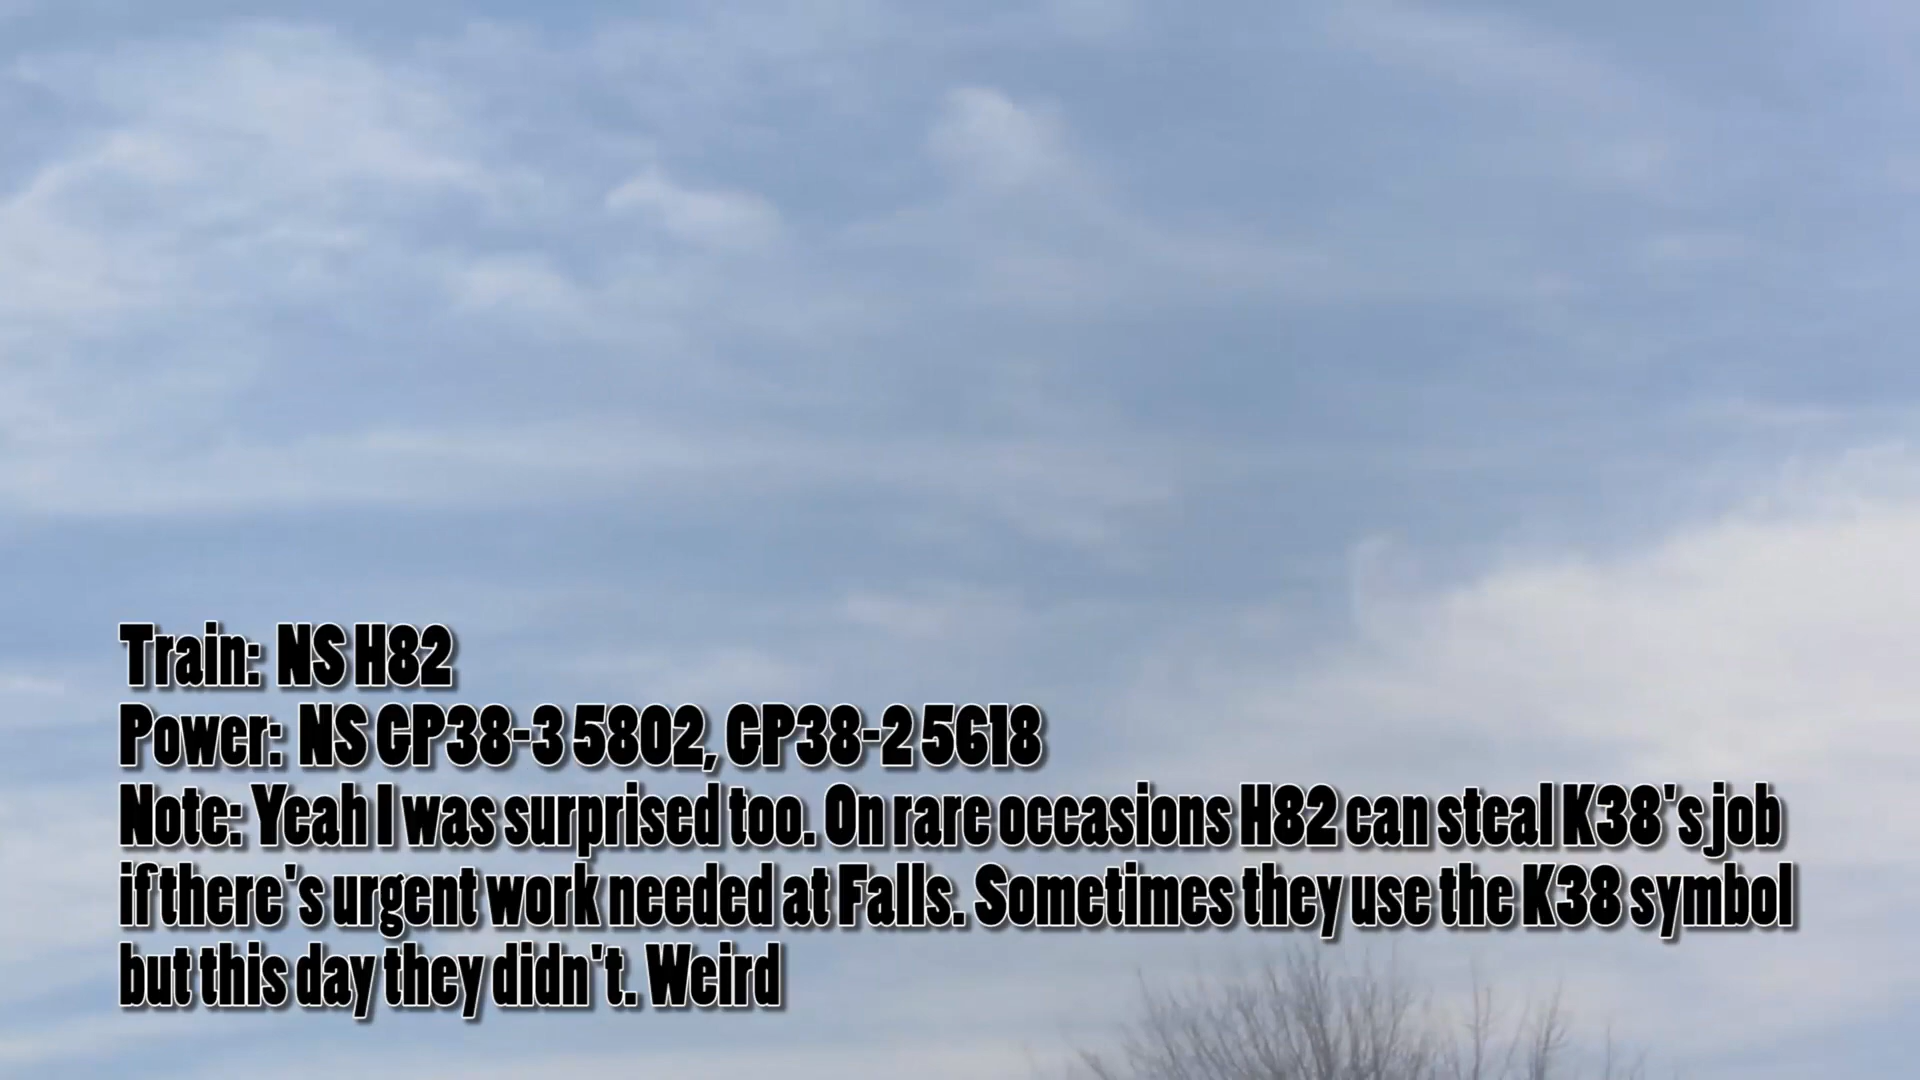 Train: NS H82
Power: NS GP38-3 5802, GP38-2 5618
Note: Yeah I was surprised too. On rare occasions H82 can steal K38's job
if there's urgent work needed at Falls. Sometimes they use the K38 symbol
but this day they didn't. Weird